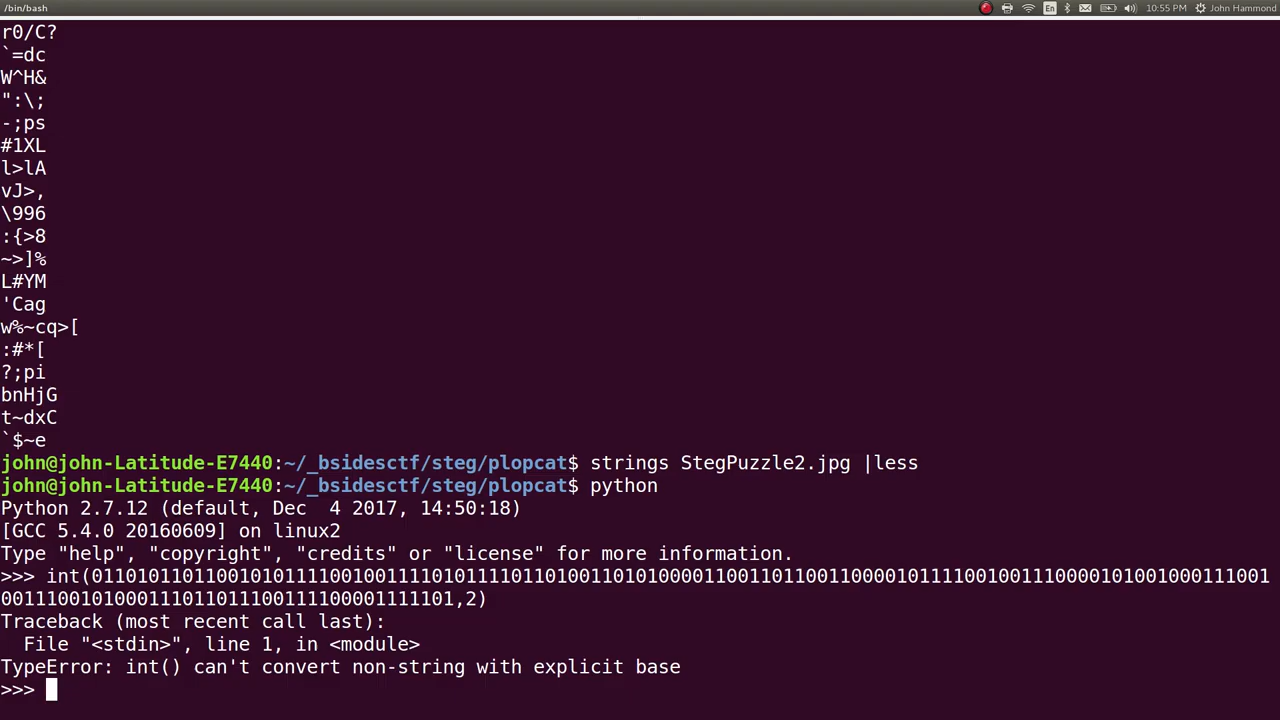 /bin/bash
En
10:55 PM
John Hammond
r0/C?
`=dc
W^H&
":\;
-;ps
#1XL
l>lA
vJ>,
\996
:{>8
~>]%
L#YM
'Cag
w%~cq>[
:#*[
?;pi
bnHjG
t~dxC
`$~e
john@john-Latitude-E7440:~/_bsidesctf/steg/plopcat$ strings StegPuzzle2.jpg |less
john@john-Latitude-E7440:~/_bsidesctf/steg/plopcat$ python
Python 2.7.12 (default, Dec  4 2017, 14:50:18)
[GCC 5.4.0 20160609] on linux2
Type "help", "copyright", "credits" or "license" for more information.
>>> int(01101011011001010111100100111101011110110100110101000011001101100110000101111001001110000101001000111001
00111001010001110110111001111100001111101,2)
Traceback (most recent call last):
  File "<stdin>", line 1, in <module>
TypeError: int() can't convert non-string with explicit base
>>>